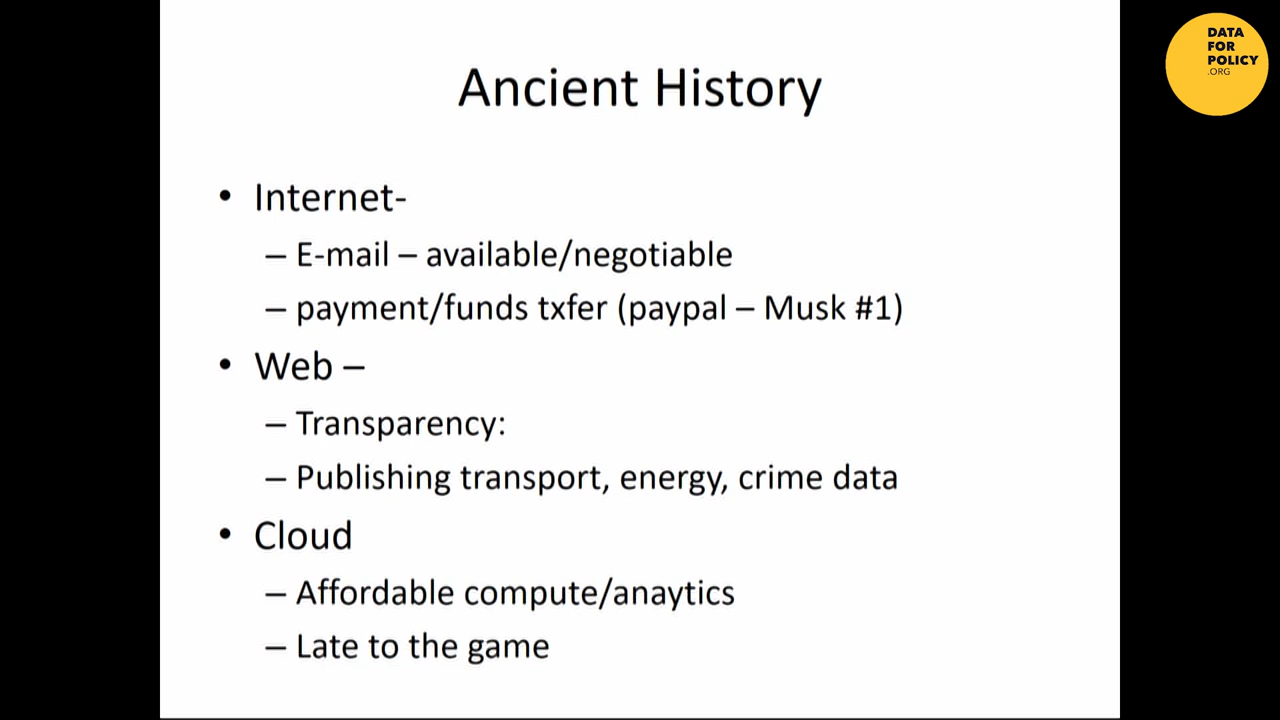 Ancient History
• Internet-
– E-mail – available/negotiable
– payment/funds txfer (paypal – Musk #1)
• Web –
– Transparency:
– Publishing transport, energy, crime data
• Cloud
– Affordable compute/anaytics
– Late to the game
DATA
FOR
POLICY
.ORG